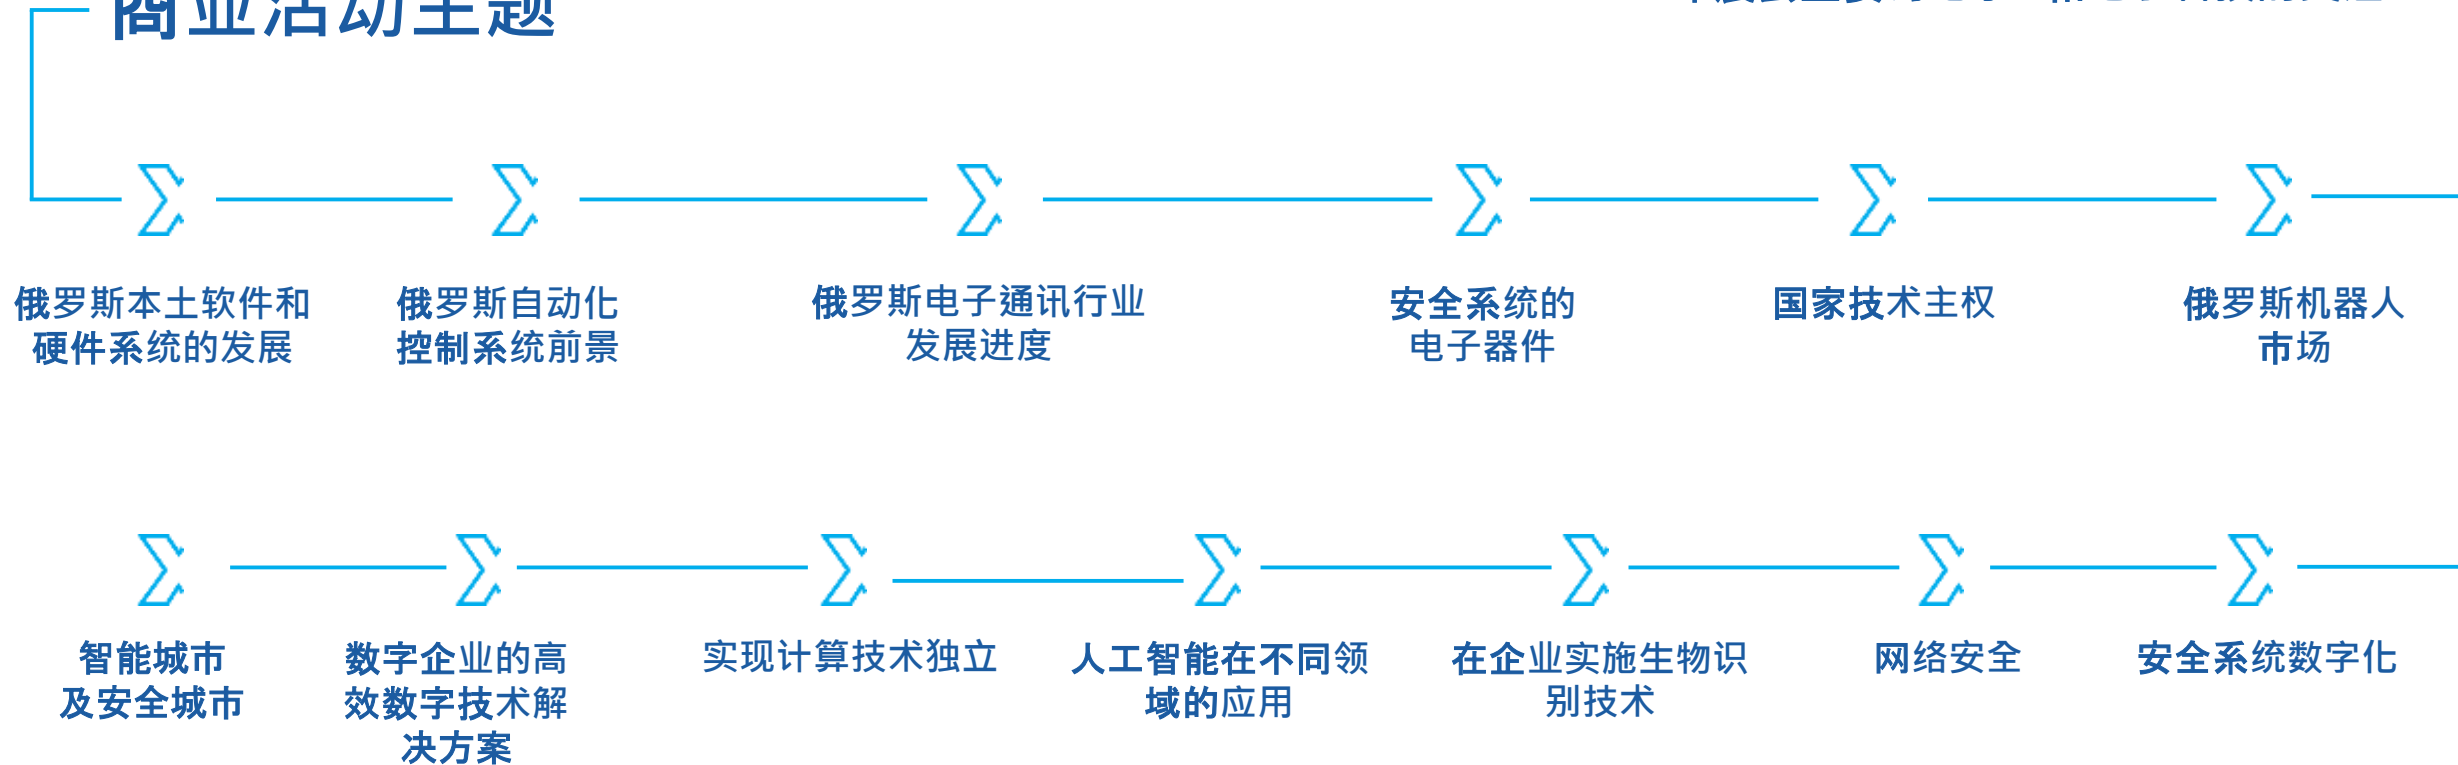 商业活动主题
俄罗斯本土软件和
硬件系统的发展
俄罗斯自动化
控制系统前景
俄罗斯电子通讯行业
发展进度
安全系统的
电子器件
国家技术主权
俄罗斯机器人
市场
智能城市
及安全城市
数字企业的高
效数字技术解
决方案
实现计算技术独立
人工智能在不同领
域的应用
在企业实施生物识
别技术
网络安全
安全系统数字化